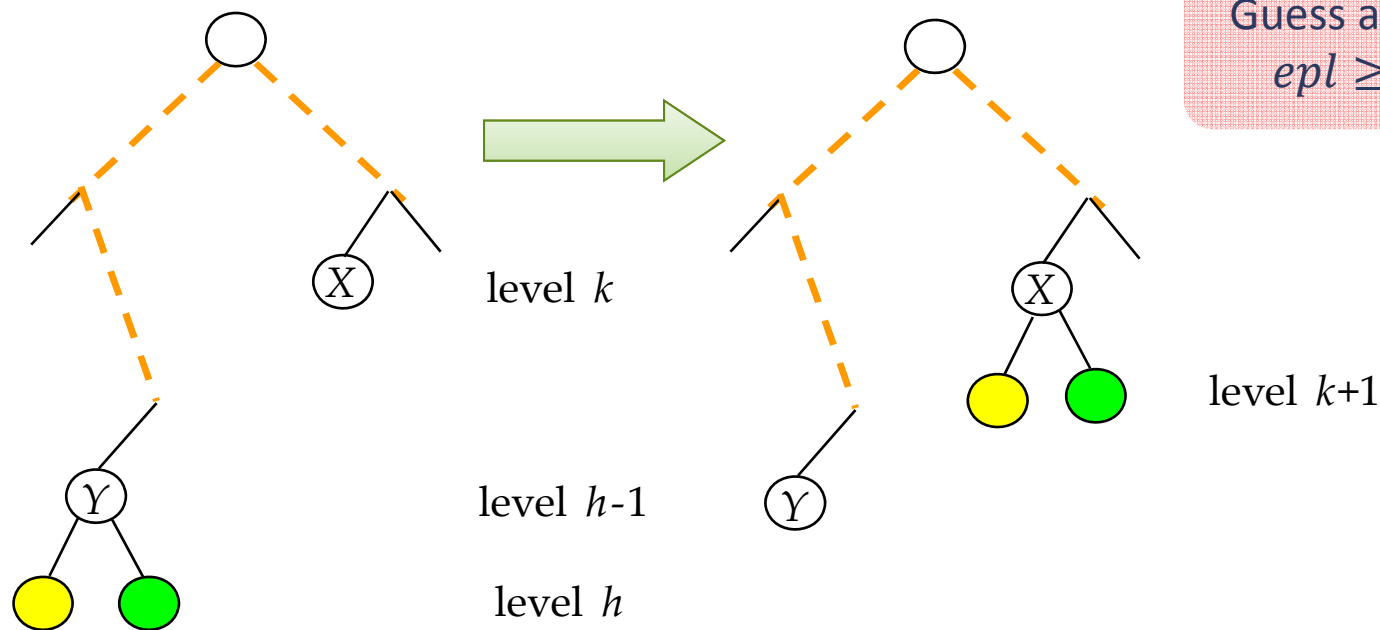 Guess a
epl ≥
X
level k
Y
level h-1
level h
X
level k+1
Y